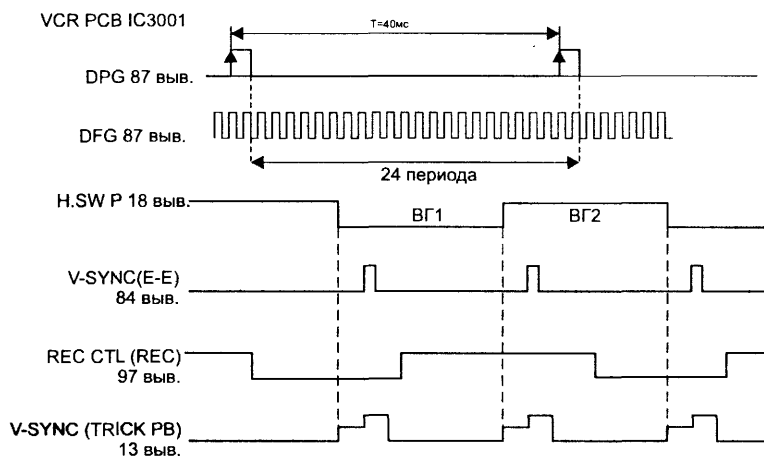 VCR PCB IC3001
T=40мс
DPG 87 выв.
DFG 87 выв.
24 периода
H.SW P 18 выв.
ВГ1
ВГ2
V-SYNC(E-E)
84 выв.
REC CTL (REC)
97 выв.
V-SYNC (TRICK PB)
13 выв.